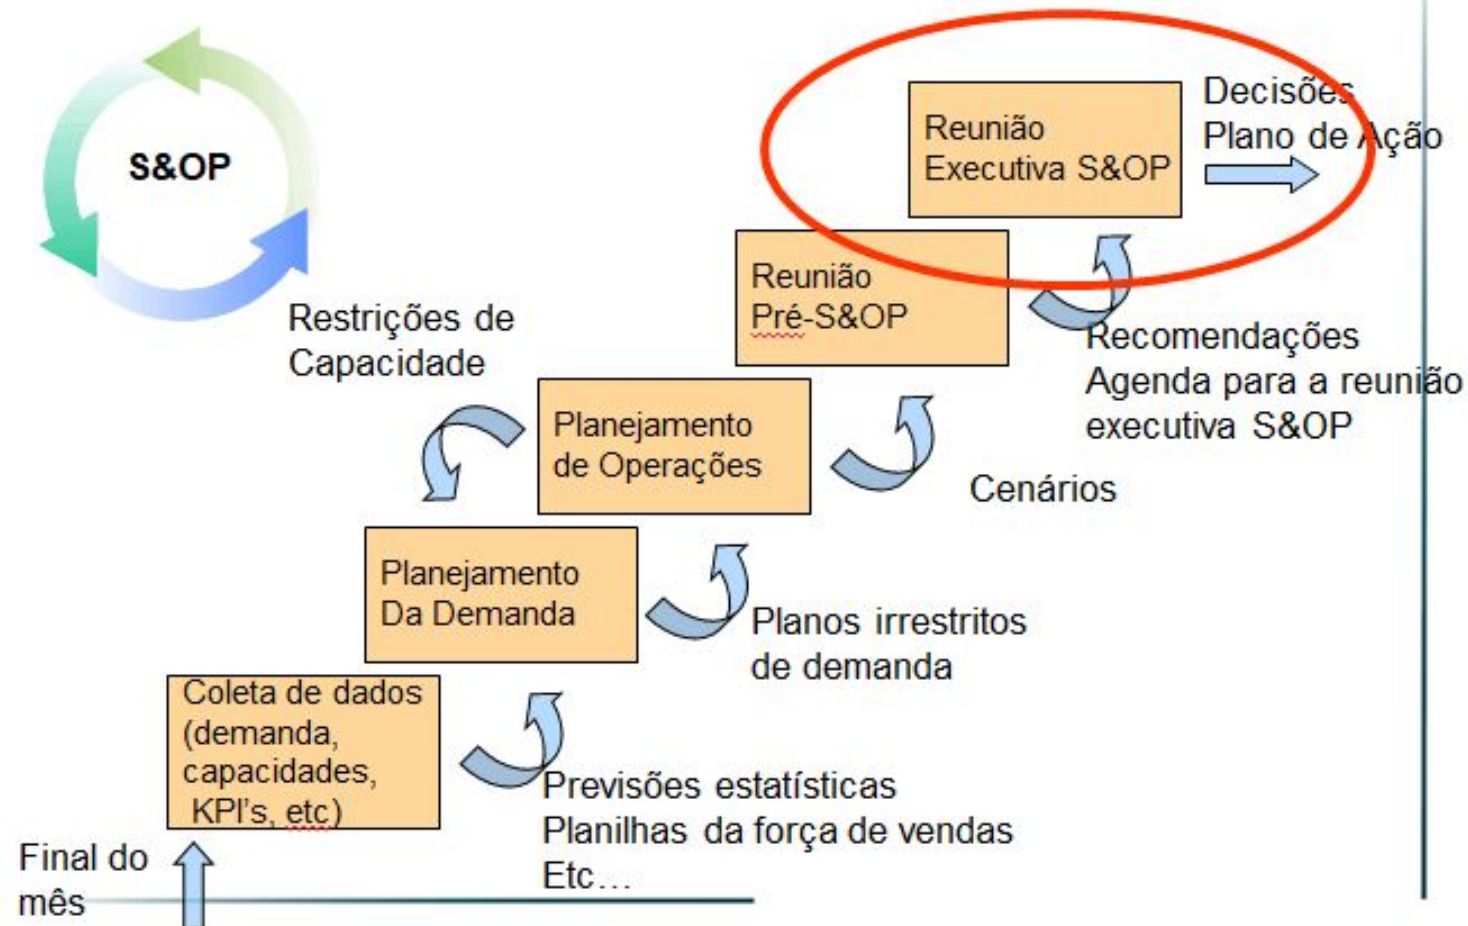 S&OP
Reunião
Executiva S&OP
Decisões
Plano de Ação
Reunião
Pré-S&OP
Recomendações
Agenda para a reunião
executiva S&OP
Restrições de
Capacidade
Planejamento
de Operações
Cenários
Planejamento
Da Demanda
Planos irrestritos
de demanda
Coleta de dados
(demanda,
capacidades,
KPI's, etc)
Previsões estatísticas
Planilhas da força de vendas
Etc…
Final do
mês